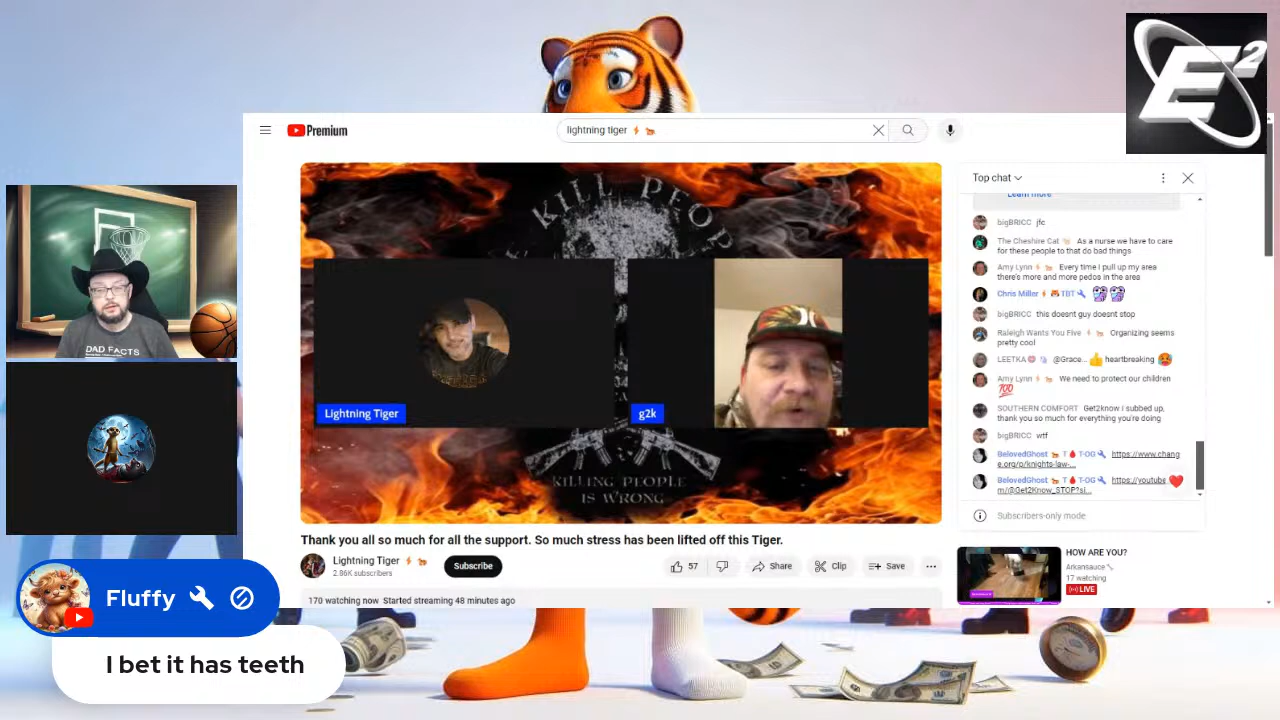 E²
Premium
lightning tiger
Top chat
Learn more
bigBRICC jfc
The Cheshire Cat As a nurse we have to care
for these people to that do bad things
Amy Lynn Every time I pull up my area
there's more and more pedos in the area
Chris Miller TBT
bigBRICC this doesnt guy doesnt stop
Raleigh Wants You Five Organizing seems
pretty cool
LEETKA @Grace... heartbreaking
Amy Lynn We need to protect our children
100
SOUTHERN COMFORT Get2know i subbed up,
thank you so much for everything you're doing
bigBRICC wtf
BelovedGhost T T-OG https://www.chang
e.org/p/knights-law-...
BelovedGhost T T-OG https://youtube
m/@Get2Know_STOP?si...
Subscribers-only mode
KILL PEOP
Lightning Tiger
g2k
KILLING PEOPLE
IS WRONG
DAD FACTS
Thank you all so much for all the support. So much stress has been lifted off this Tiger.
Lightning Tiger
2.86K subscribers
Subscribe
57
Share
Clip
Save
170 watching now Started streaming 48 minutes ago
HOW ARE YOU?
Arkansauce
17 watching
LIVE
Fluffy
I bet it has teeth